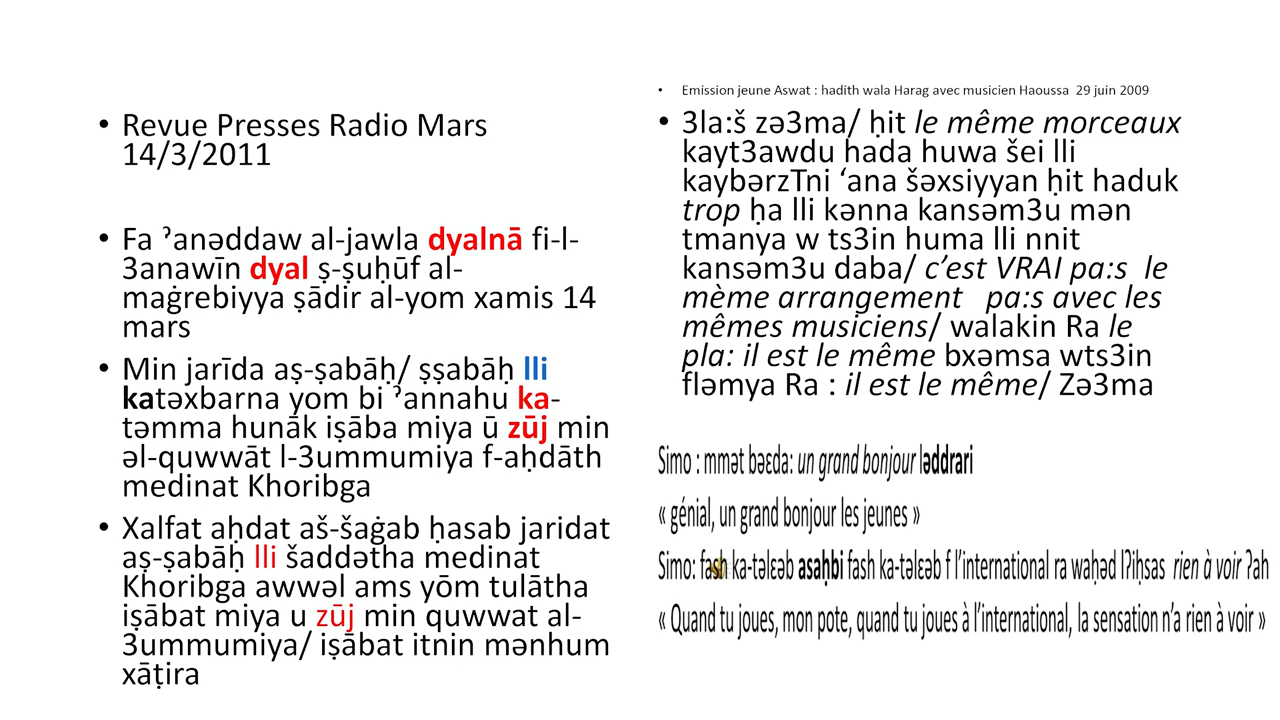 • Revue Presses Radio Mars
14/3/2011
• Fa ʾanəddaw al-jawla dyalnā fi-l-
3anawīn dyal ṣ-ṣuḥūf al-
maġrebiyya ṣādir al-yom xamis 14
mars
• Min jarīda aṣ-ṣabāḥ/ ṣṣabāḥ lli
katəxbarna yom bi ʾannahu ka-
təmma hunāk iṣāba miya ū zūj min
əl-quwwāt l-3ummumiya f-aḥdāth
medinat Khoribga
• Xalfat aḥdat aš-šaġab ḥasab jaridat
aṣ-ṣabāḥ lli šaddətha medinat
Khoribga awwəl ams yōm tulātha
iṣābat miya u zūj min quwwat al-
3ummumiya/ iṣābat itnin mənhum
xāṭira
• Emission jeune Aswat : hadith wala Harag avec musicien Haoussa 29 juin 2009
• 3la:š zə3ma/ ḥit le même morceaux
kayt3awdu hada huwa šei lli
kaybərzTni ‘ana šəxsiyyan ḥit haduk
trop ḥa lli kənna kansəm3u mən
tmanya w ts3in huma lli nnit
kansəm3u daba/ c’est VRAI pa:s le
mème arrangement pa:s avec les
mêmes musiciens/ walakin Ra le
pla: il est le même bxəmsa wts3in
fləmya Ra : il est le même/ Zə3ma
Simo : mmət bəɛda: un grand bonjour ləddrari
« génial, un grand bonjour les jeunes »
Simo: fash ka-təlɛəb asaḥbi fash ka-təlɛəb f l’international ra waḥəd lʔiḥsas rien à voir ʔah
« Quand tu joues, mon pote, quand tu joues à l’international, la sensation n’a rien à voir »